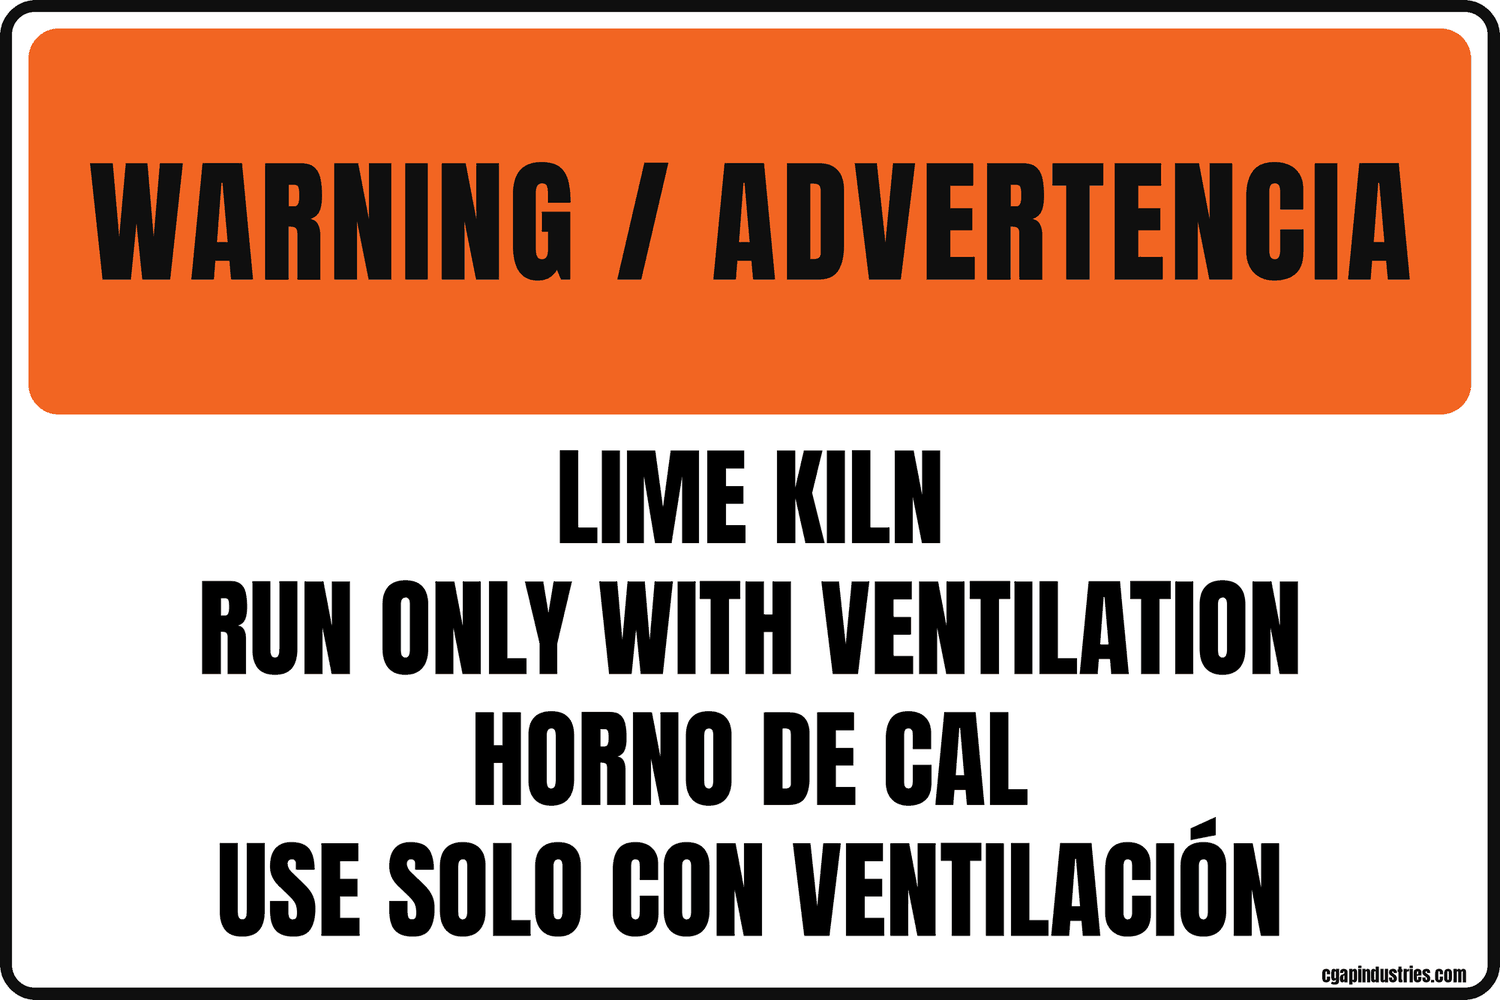 WARNING / ADVERTENCIA
LIME KILN
RUN ONLY WITH VENTILATION
HORNO DE CAL
USE SOLO CON VENTILACIÓN
cgapindustries.com